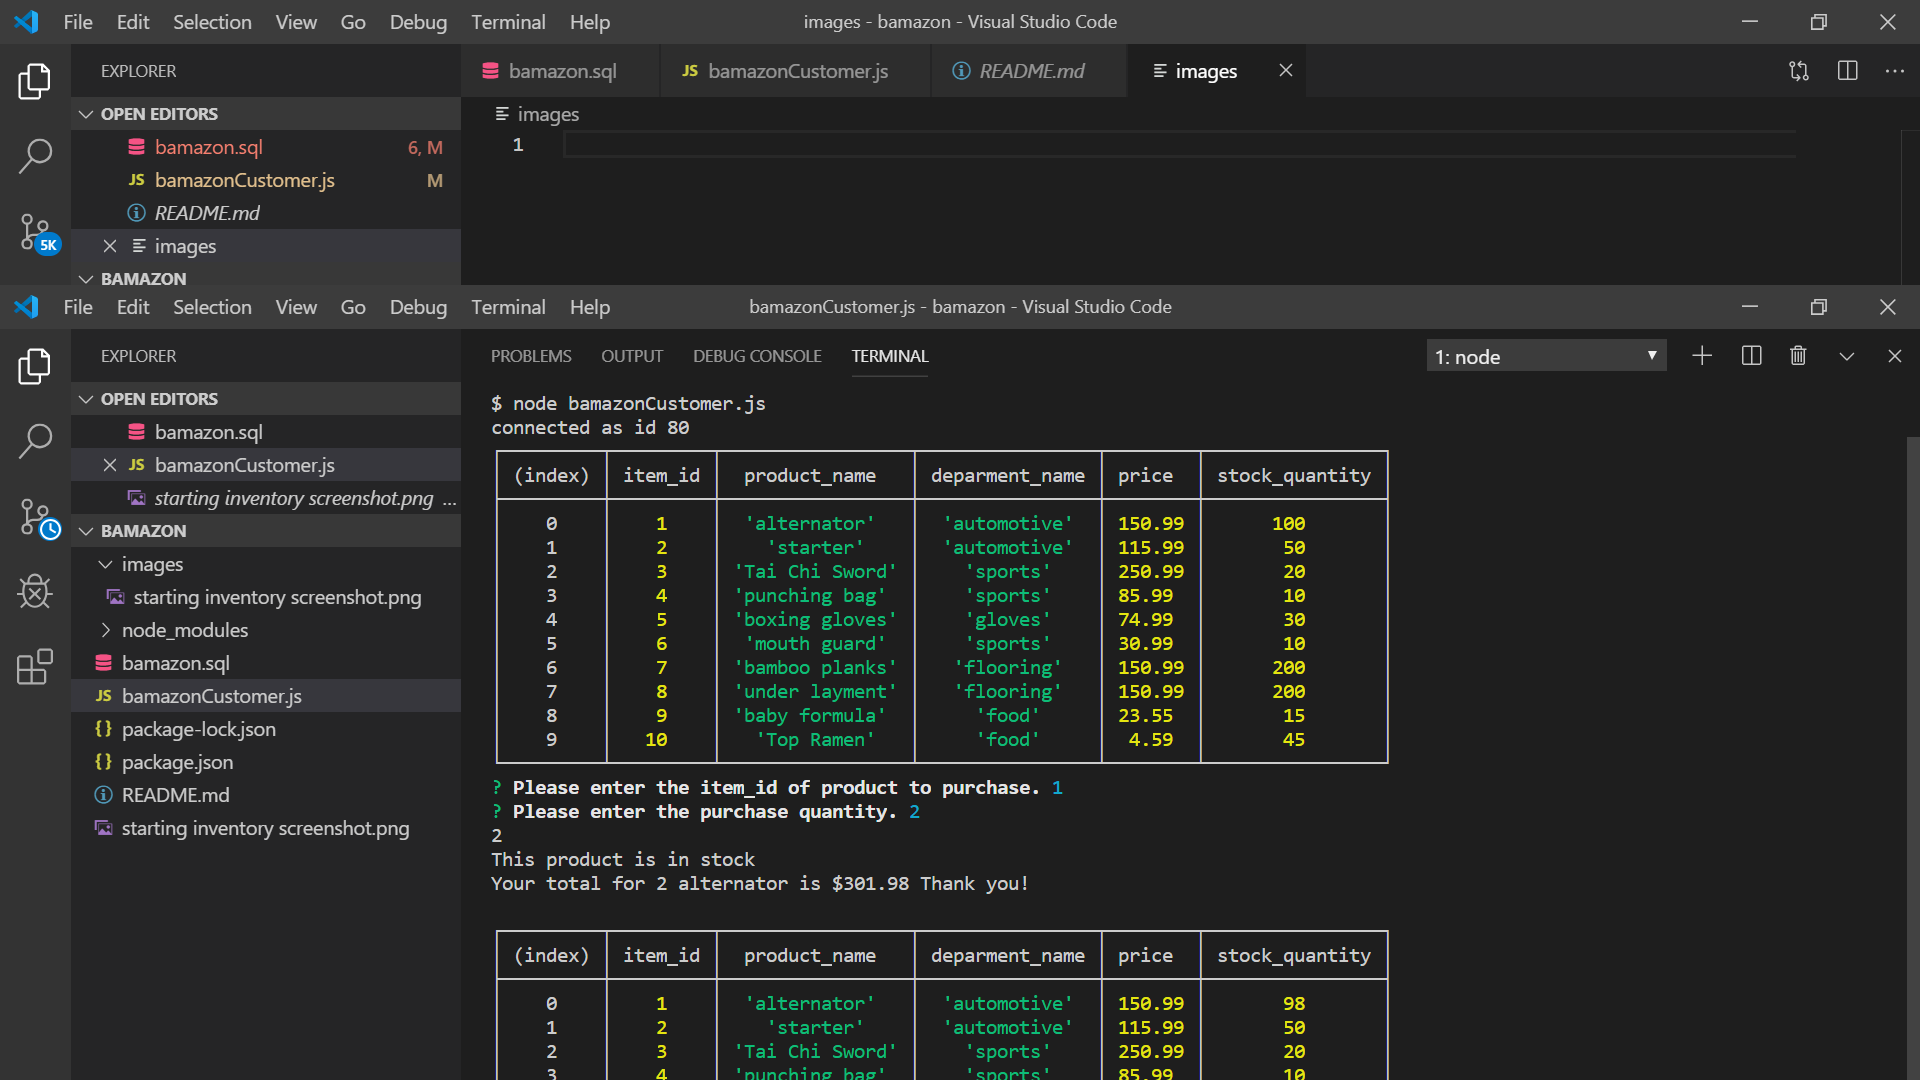 File Edit Selection View Go Debug Terminal Help images - bamazon - Visual Studio Code
EXPLORER
bamazon.sql JS bamazonCustomer.js README.md images
OPEN EDITORS
images
bamazon.sql 6, M
1
JS bamazonCustomer.js M
README.md
5K
images
BAMAZON
File Edit Selection View Go Debug Terminal Help bamazonCustomer.js - bamazon - Visual Studio Code
EXPLORER
OPEN EDITORS
bamazon.sql
JS bamazonCustomer.js
starting inventory screenshot.png ...
BAMAZON
images
starting inventory screenshot.png
node_modules
bamazon.sql
JS bamazonCustomer.js
{} package-lock.json
{} package.json
README.md
starting inventory screenshot.png
PROBLEMS OUTPUT DEBUG CONSOLE TERMINAL 1: node
$ node bamazonCustomer.js
connected as id 80
(index) item_id product_name deparment_name price stock_quantity
0 1 'alternator' 'automotive' 150.99 100
1 2 'starter' 'automotive' 115.99 50
2 3 'Tai Chi Sword' 'sports' 250.99 20
3 4 'punching bag' 'sports' 85.99 10
4 5 'boxing gloves' 'gloves' 74.99 30
5 6 'mouth guard' 'sports' 30.99 10
6 7 'bamboo planks' 'flooring' 150.99 200
7 8 'under layment' 'flooring' 150.99 200
8 9 'baby formula' 'food' 23.55 15
9 10 'Top Ramen' 'food' 4.59 45
? Please enter the item_id of product to purchase. 1
? Please enter the purchase quantity. 2
2
This product is in stock
Your total for 2 alternator is $301.98 Thank you!
(index) item_id product_name deparment_name price stock_quantity
0 1 'alternator' 'automotive' 150.99 98
1 2 'starter' 'automotive' 115.99 50
2 3 'Tai Chi Sword' 'sports' 250.99 20
3 4 'punching bag' 'sports' 85.99 10